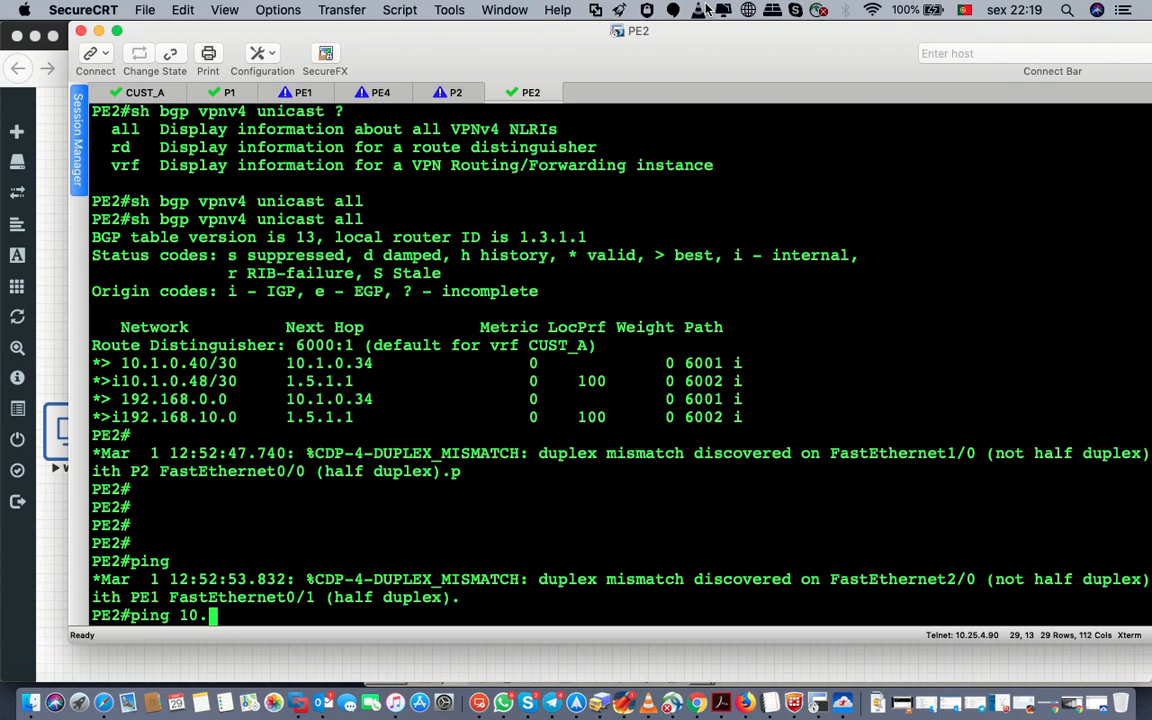 SecureCRT File Edit View Options Transfer Script Tools Window Help 100% sex 22:19
PE2
Connect Change State Print Configuration SecureFX Enter host Connect Bar
Session Manager
CUST_A P1 PE1 PE4 P2 PE2
PE2#sh bgp vpnv4 unicast ?
all Display information about all VPNv4 NLRIs
rd Display information for a route distinguisher
vrf Display information for a VPN Routing/Forwarding instance
PE2#sh bgp vpnv4 unicast all
PE2#sh bgp vpnv4 unicast all
BGP table version is 13, local router ID is 1.3.1.1
Status codes: s suppressed, d damped, h history, * valid, > best, i - internal,
r RIB-failure, S Stale
Origin codes: i - IGP, e - EGP, ? - incomplete
Network Next Hop Metric LocPrf Weight Path
Route Distinguisher: 6000:1 (default for vrf CUST_A)
*> 10.1.0.40/30 10.1.0.34 0 0 6001 i
*>i10.1.0.48/30 1.5.1.1 0 100 0 6002 i
*> 192.168.0.0 10.1.0.34 0 0 6001 i
*>i192.168.10.0 1.5.1.1 0 100 0 6002 i
PE2#
*Mar 1 12:52:47.740: %CDP-4-DUPLEX_MISMATCH: duplex mismatch discovered on FastEthernet1/0 (not half duplex)
ith P2 FastEthernet0/0 (half duplex).p
PE2#
PE2#
PE2#
PE2#
PE2#ping
*Mar 1 12:52:53.832: %CDP-4-DUPLEX_MISMATCH: duplex mismatch discovered on FastEthernet2/0 (not half duplex)
ith PE1 FastEthernet0/1 (half duplex).
PE2#ping 10.
Ready Telnet: 10.25.4.90 29, 13 29 Rows, 112 Cols Xterm